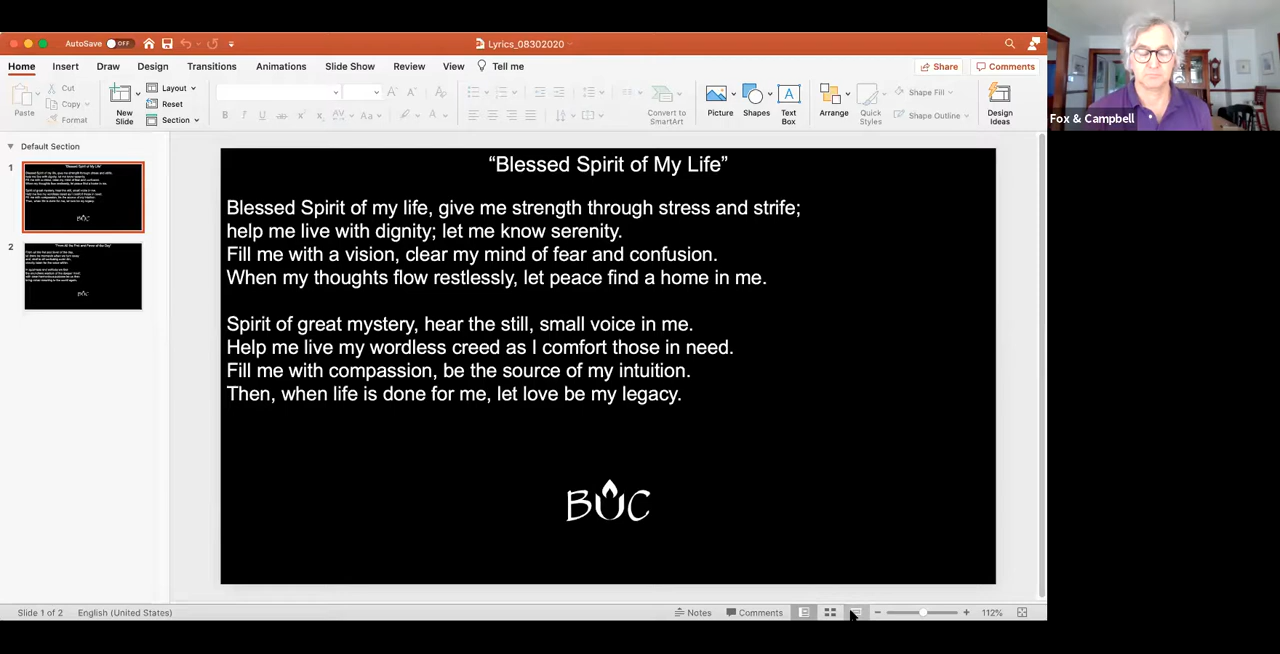 AutoSave OFF
Lyrics_08302020
Home Insert Draw Design Transitions Animations Slide Show Review View Tell me
Share Comments
Paste
Cut
Copy
Format
New Slide
Layout
Reset
Section
Convert to SmartArt
Picture
Shapes
Text Box
Arrange
Quick Styles
Shape Fill
Shape Outline
Design Ideas
Fox & Campbell
Default Section
1
2
“Blessed Spirit of My Life”
Blessed Spirit of my life, give me strength through stress and strife;
help me live with dignity; let me know serenity.
Fill me with a vision, clear my mind of fear and confusion.
When my thoughts flow restlessly, let peace find a home in me.
Spirit of great mystery, hear the still, small voice in me.
Help me live my wordless creed as I comfort those in need.
Fill me with compassion, be the source of my intuition.
Then, when life is done for me, let love be my legacy.
BUC
Slide 1 of 2 English (United States)
Notes Comments 112%